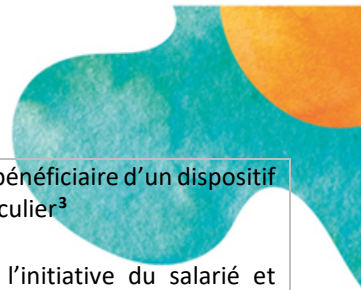 bénéficiaire d’un dispositif
culier³
l’initiative du salarié et